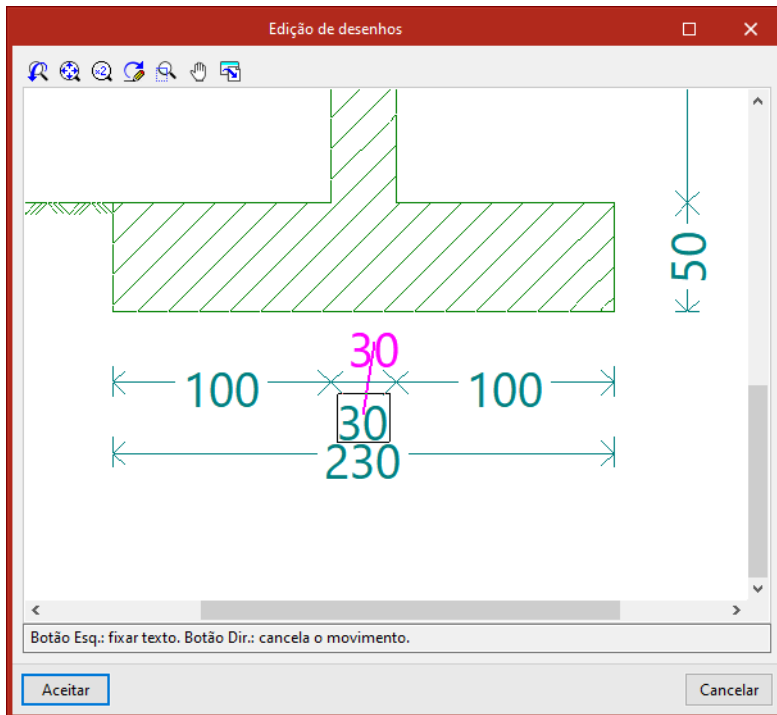 Edição de desenhos
x2
50
30
100
100
30
230
Botão Esq.: fixar texto. Botão Dir.: cancela o movimento.
Aceitar
Cancelar